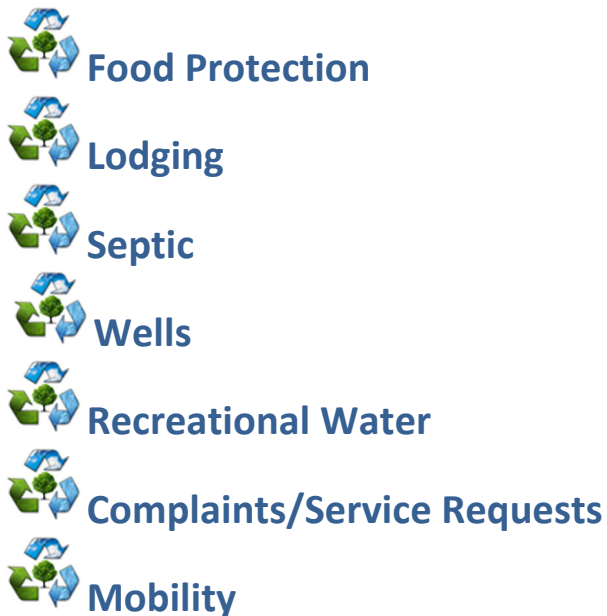 Food Protection
Lodging
Septic
Wells
Recreational Water
Complaints/Service Requests
Mobility